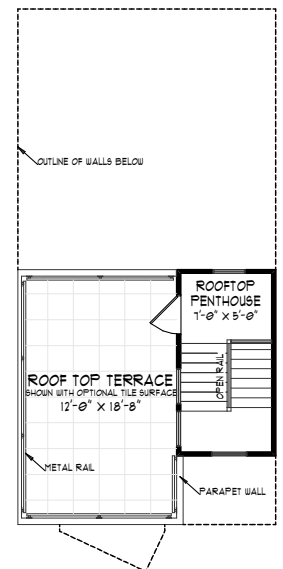 OUTLINE OF WALLS BELOW
ROOFTOP
PENTHOUSE
7'-0" X 5'-0"
OPEN RAIL
ROOF TOP TERRACE
SHOWN WITH OPTIONAL TILE SURFACE
12'-0" X 18'-8"
METAL RAIL
PARAPET WALL